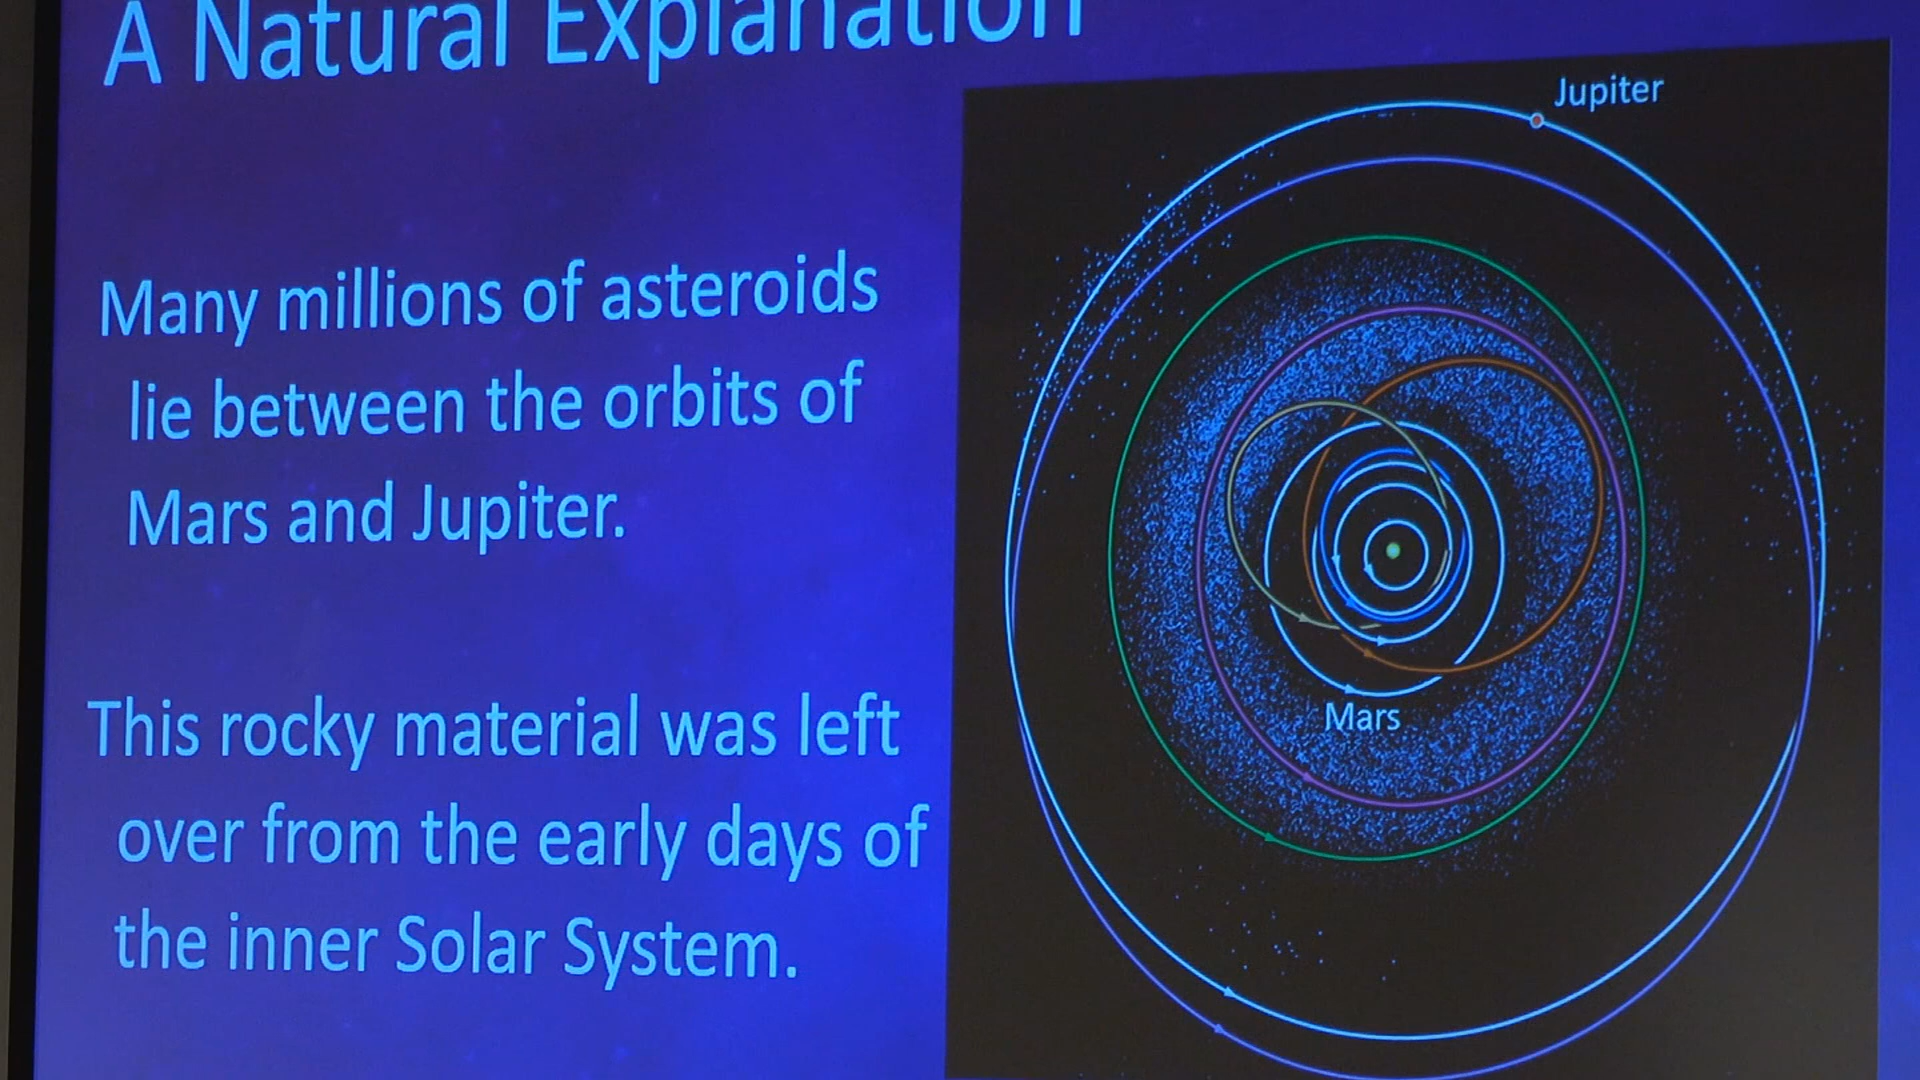 A Natural Explanation
Jupiter
Many millions of asteroids
lie between the orbits of
Mars and Jupiter.
Mars
This rocky material was left
over from the early days of
the inner Solar System.